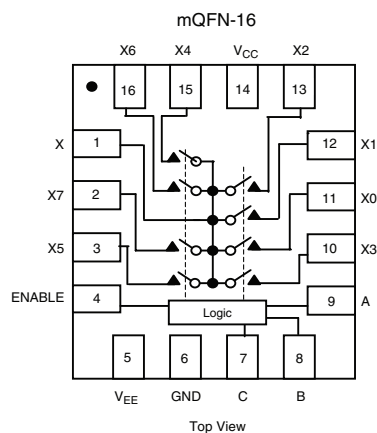 mQFN-16
X6 X4 VCC X2
16 15 14 13
X 1 12 X1
X7 2 11 X0
X5 3 10 X3
ENABLE 4 9 A
Logic
5 6 7 8
VEE GND C B
Top View